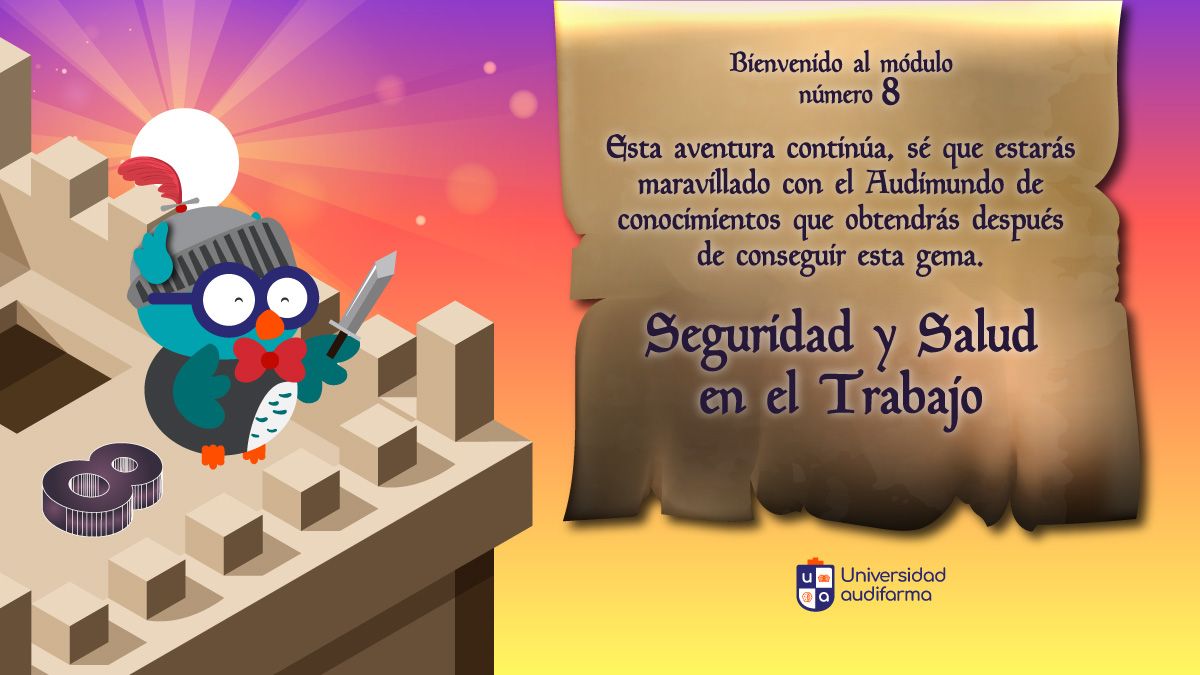 Bienvenido al módulo
número 8
Esta aventura continúa, sé que estarás
maravillado con el Audimundo de
conocimientos que obtendrás después
de conseguir esta gema.
Seguridad y Salud
en el Trabajo
8
u
a
Universidad
audifarma